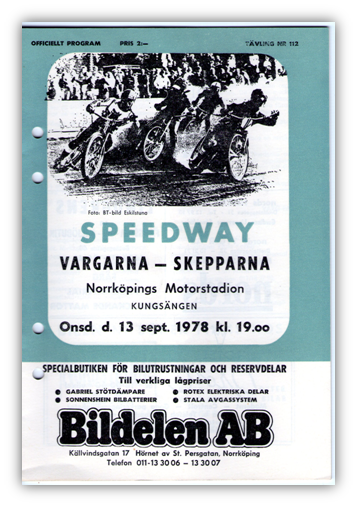 OFFICIELLT PROGRAM PRIS 2:— TÄVLING NR 112
Foto: BT-bild Eskilstuna
SPEEDWAY
VARGARNA — SKEPPARNA
Norrköpings Motorstadion
KUNGSÄNGEN
Onsd. d. 13 sept. 1978 kl. 19.oo
SPECIALBUTIKEN FÖR BILUTRUSTNINGAR OCH RESERVDELAR
Till verkliga lågpriser
● GABRIEL STÖTDÄMPARE ● ROTEX ELEKTRISKA DELAR
● SONNENSHEIN BILBATTERIER ● STALA AVGASSYSTEM
Bildelen AB
Källvindsgatan 17 Hörnet av St. Persgatan, Norrköping
Telefon 011-13 30 06 — 13 30 07